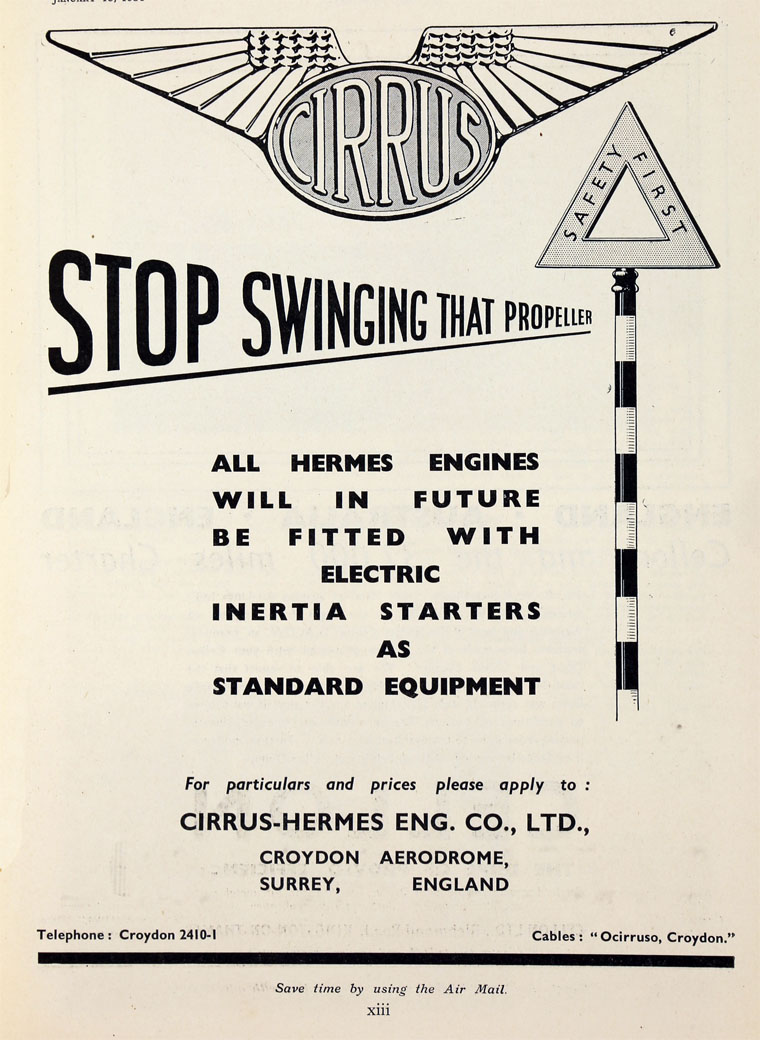 CIRRUS
SAFETY FIRST
STOP SWINGING THAT PROPELLER
ALL HERMES ENGINES
WILL IN FUTURE
BE FITTED WITH
ELECTRIC
INERTIA STARTERS
AS
STANDARD EQUIPMENT
For particulars and prices please apply to :
CIRRUS-HERMES ENG. CO., LTD.,
CROYDON AERODROME,
SURREY, ENGLAND
Telephone : Croydon 2410-1
Cables : “Ocirruso, Croydon.”
Save time by using the Air Mail.
xiii